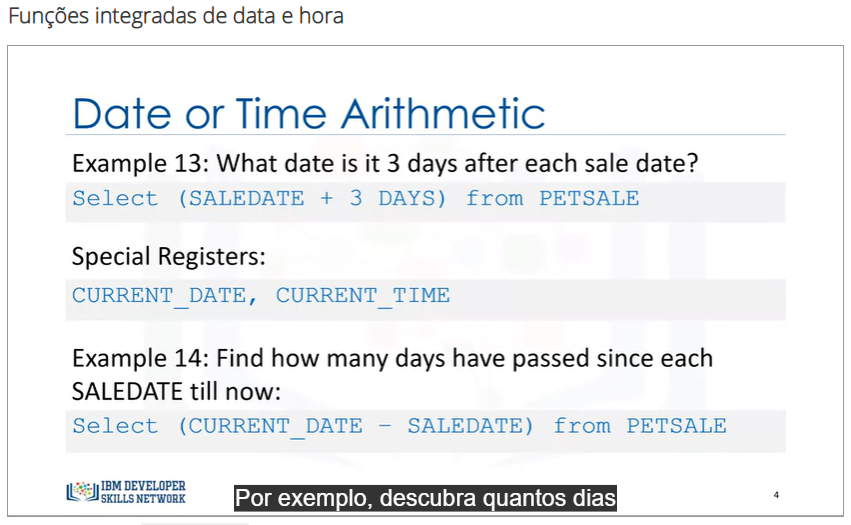 Funções integradas de data e hora
Date or Time Arithmetic
Example 13: What date is it 3 days after each sale date?
Select (SALEDATE + 3 DAYS) from PETSALE
Special Registers:
CURRENT_DATE, CURRENT_TIME
Example 14: Find how many days have passed since each
SALEDATE till now:
Select (CURRENT_DATE – SALEDATE) from PETSALE
IBM DEVELOPER
SKILLS NETWORK
Por exemplo, descubra quantos dias
4